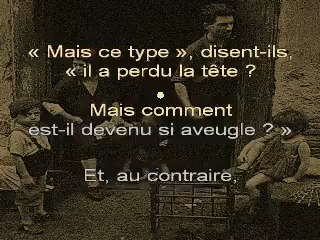 « Mais ce type », disent-ils,
« il a perdu la tête ?
Mais comment
est-il devenu si aveugle ? »
Et, au contraire,